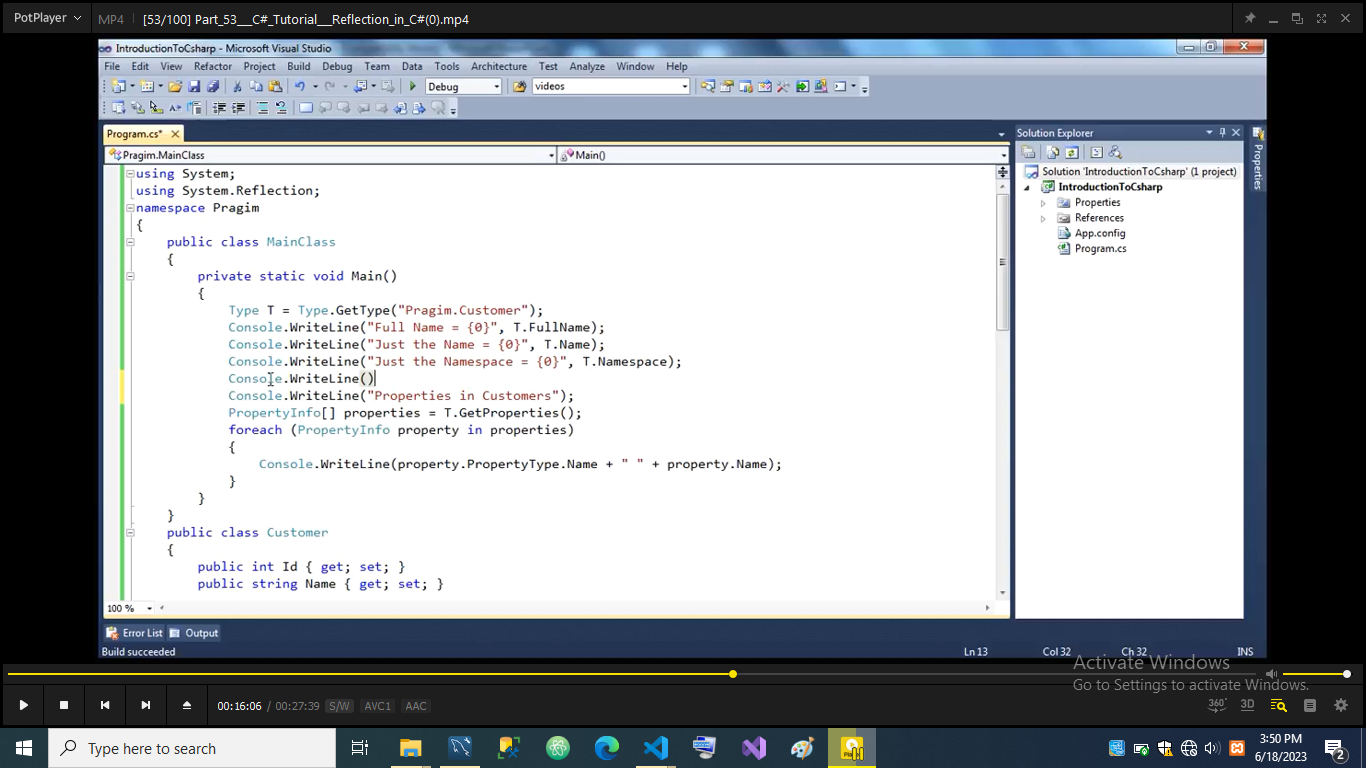 PotPlayer MP4 [53/100] Part_53___C#_Tutorial__Reflection_in_C#(0).mp4
IntroductionToCsharp - Microsoft Visual Studio
File Edit View Refactor Project Build Debug Team Data Tools Architecture Test Analyze Window Help
Debug videos
Program.cs* Solution Explorer
Pragim.MainClass Main()
using System;
using System.Reflection;
namespace Pragim
{
public class MainClass
{
private static void Main()
{
Type T = Type.GetType("Pragim.Customer");
Console.WriteLine("Full Name = {0}", T.FullName);
Console.WriteLine("Just the Name = {0}", T.Name);
Console.WriteLine("Just the Namespace = {0}", T.Namespace);
Console.WriteLine()
Console.WriteLine("Properties in Customers");
PropertyInfo[] properties = T.GetProperties();
foreach (PropertyInfo property in properties)
{
Console.WriteLine(property.PropertyType.Name + " " + property.Name);
}
}
}
public class Customer
{
public int Id { get; set; }
public string Name { get; set; }
Solution 'IntroductionToCsharp' (1 project)
IntroductionToCsharp
Properties
References
App.config
Program.cs
Properties
100 %
Error List Output
Build succeeded Ln 13 Col 32 Ch 32 INS
Activate Windows
Go to Settings to activate Windows.
00:16:06 / 00:27:39 S/W AVC1 AAC 360° 3D
Type here to search
3:50 PM
6/18/2023
2